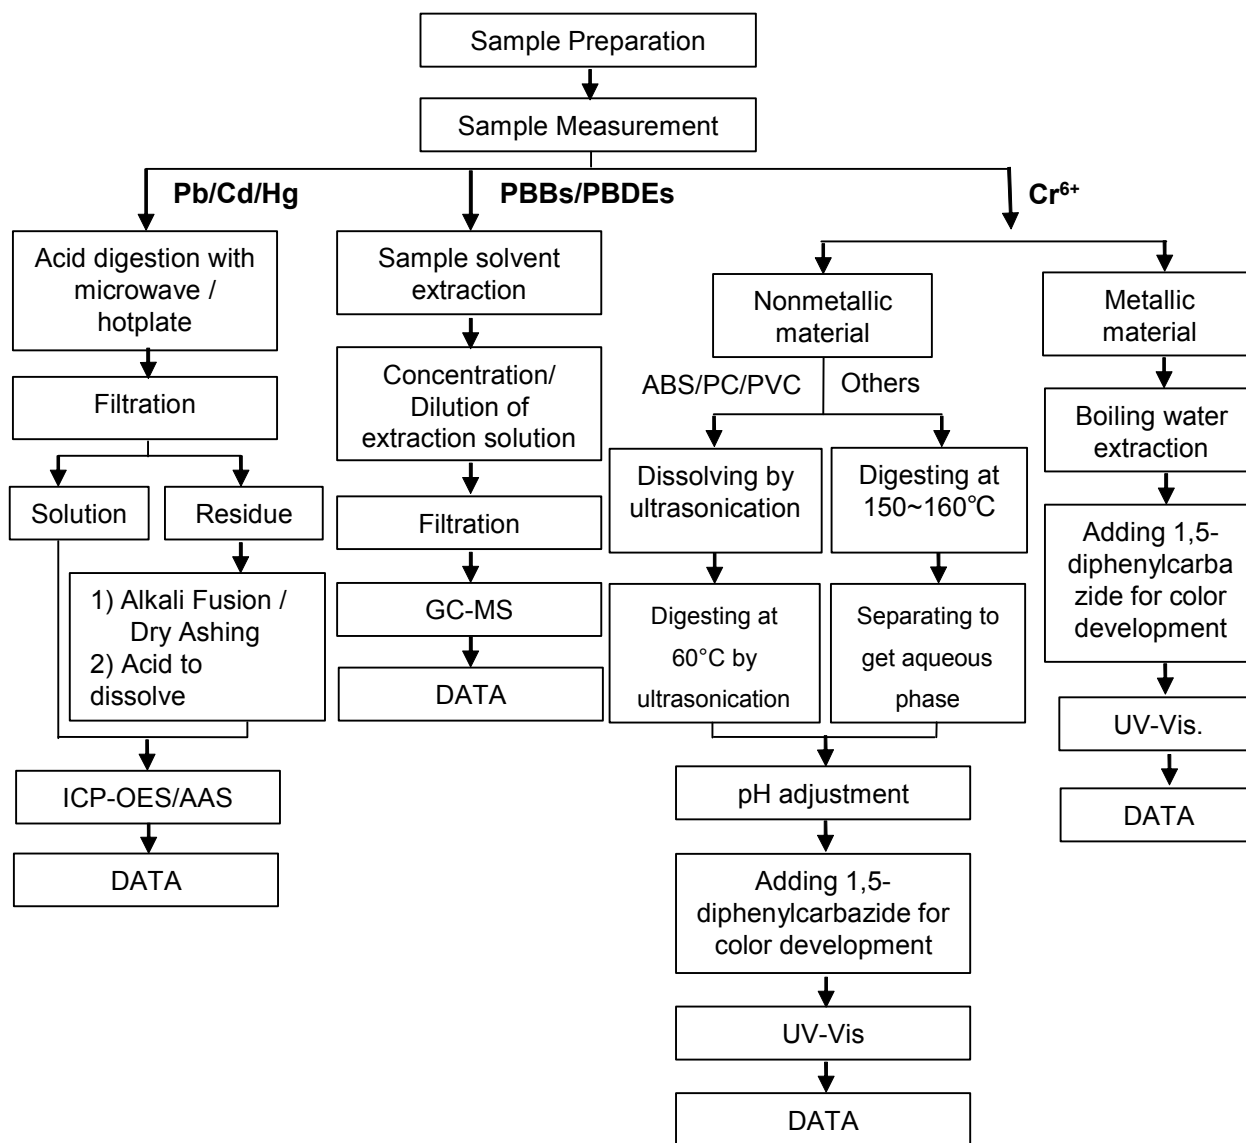 Sample Preparation
Sample Measurement
Pb/Cd/Hg
Acid digestion with
microwave /
hotplate
Filtration
Solution
Residue
1) Alkali Fusion /
Dry Ashing
2) Acid to
dissolve
ICP-OES/AAS
DATA
PBBs/PBDEs
Sample solvent
extraction
Concentration/
Dilution of
extraction solution
Filtration
GC-MS
DATA
Cr⁶⁺
Nonmetallic
material
ABS/PC/PVC
Others
Dissolving by
ultrasonication
Digesting at
60°C by
ultrasonication
Digesting at
150~160℃
Separating to
get aqueous
phase
pH adjustment
Adding 1,5-
diphenylcarbazide for
color development
UV-Vis
DATA
Metallic
material
Boiling water
extraction
Adding 1,5-
diphenylcarba
zide for color
development
UV-Vis.
DATA